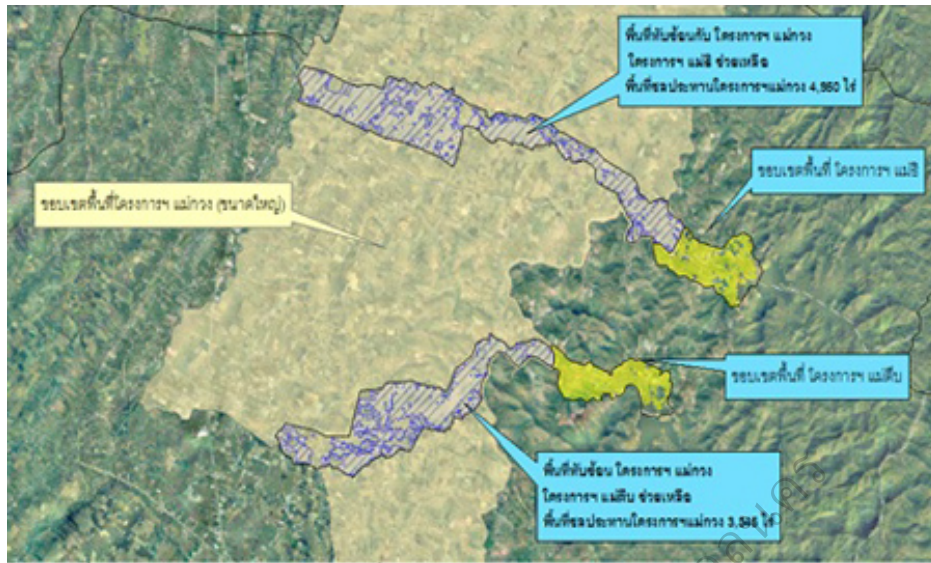 พื้นที่ทับซ้อนกับ โครงการฯ แม่กวง
โครงการฯ แม่ธิ ช่วยเหลือ
พื้นที่ชลประทานโครงการฯแม่กวง 4,950 ไร่
ขอบเขตพื้นที่ โครงการฯ แม่ธิ
ขอบเขตพื้นที่โครงการฯ แม่กวง (ขนาดใหญ่)
ขอบเขตพื้นที่ โครงการฯ แม่ตีบ
พื้นที่ทับซ้อน โครงการฯ แม่กวง
โครงการฯ แม่ตีบ ช่วยเหลือ
พื้นที่ชลประทานโครงการฯแม่กวง 3,546 ไร่